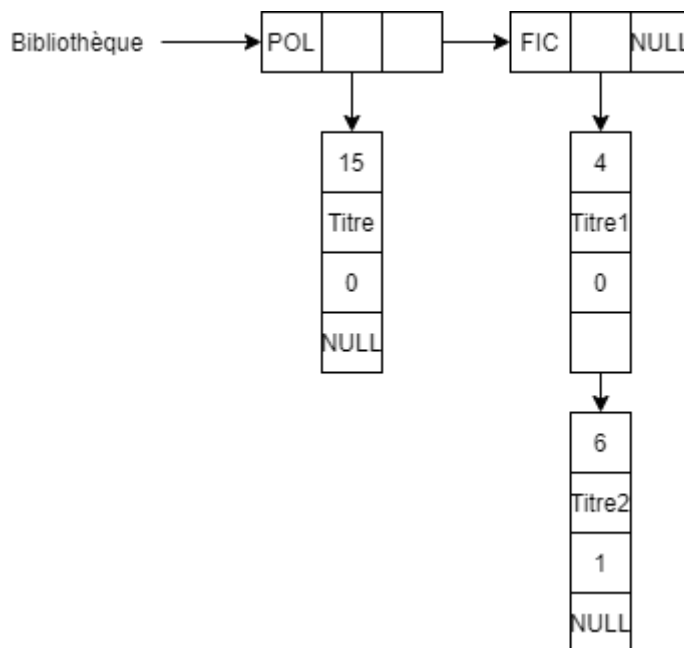 Bibliothèque POL FIC NULL
15 4
Titre Titre1
0 0
NULL
6
Titre2
1
NULL